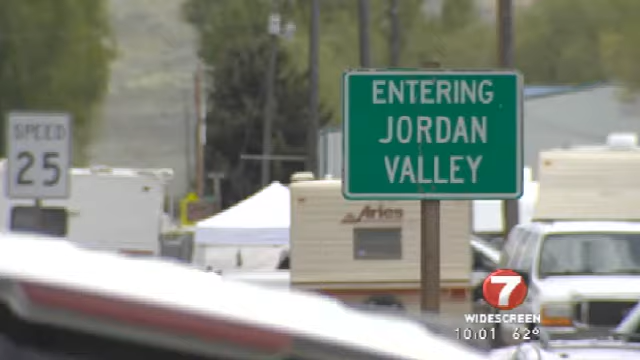 SPEED
25
ENTERING
JORDAN
VALLEY
Aries
7
WIDESCREEN
10:01 62°